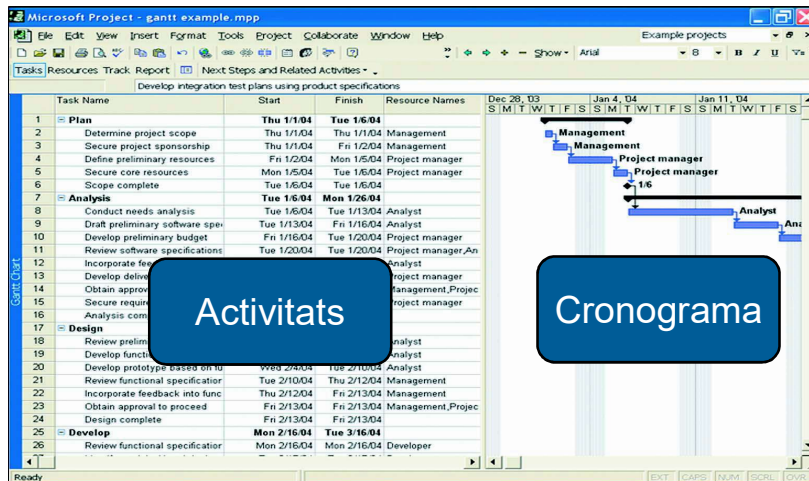 Microsoft Project - gantt example.mpp
File Edit View Insert Format Tools Project Collaborate Window Help Example projects
Show Arial 8 B I U
Tasks Resources Track Report Next Steps and Related Activities
Develop integration test plans using product specifications
Task Name Start Finish Resource Names Dec 28, '03 Jan 4, '04 Jan 11, '04
S M T W T F S S M T W T F S S M T W T F S
1 Plan Thu 1/1/04 Tue 1/6/04
2 Determine project scope Thu 1/1/04 Thu 1/1/04 Management Management
3 Secure project sponsorship Thu 1/1/04 Fri 1/2/04 Management Management
4 Define preliminary resources Fri 1/2/04 Mon 1/5/04 Project manager Project manager
5 Secure core resources Mon 1/5/04 Tue 1/6/04 Project manager Project manager
6 Scope complete Tue 1/6/04 Tue 1/6/04 1/6
7 Analysis Tue 1/6/04 Mon 1/26/04
8 Conduct needs analysis Tue 1/6/04 Tue 1/13/04 Analyst Analyst
9 Draft preliminary software spe Tue 1/13/04 Fri 1/16/04 Analyst Ana
10 Develop preliminary budget Fri 1/16/04 Tue 1/20/04 Project manager
11 Review software specifications Tue 1/20/04 Tue 1/20/04 Project manager,An
12 Incorporate fee Analyst
13 Develop delive Project manager
14 Obtain approv Management,Projec
15 Secure require Project manager
16 Analysis com
Activitats
Cronograma
17 Design
18 Review prelim Analyst
19 Develop functi Analyst
20 Develop prototype based on fu Wed 2/4/04 Tue 2/10/04 Analyst
21 Review functional specification Tue 2/10/04 Thu 2/12/04 Management
22 Incorporate feedback into func Thu 2/12/04 Fri 2/13/04 Management
23 Obtain approval to proceed Fri 2/13/04 Fri 2/13/04 Management,Projec
24 Design complete Fri 2/13/04 Fri 2/13/04
25 Develop Mon 2/16/04 Tue 3/16/04
26 Review functional specification Mon 2/16/04 Mon 2/16/04 Developer
Gantt Chart
Ready EXT CAPS NUM SCRL OVR